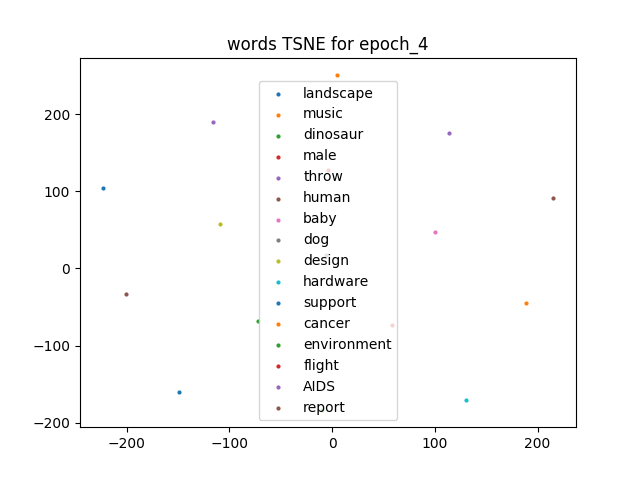 words TSNE for epoch_4
200
100
0
−100
−200
−200
−100
0
100
200
landscape
music
dinosaur
male
throw
human
baby
dog
design
hardware
support
cancer
environment
flight
AIDS
report